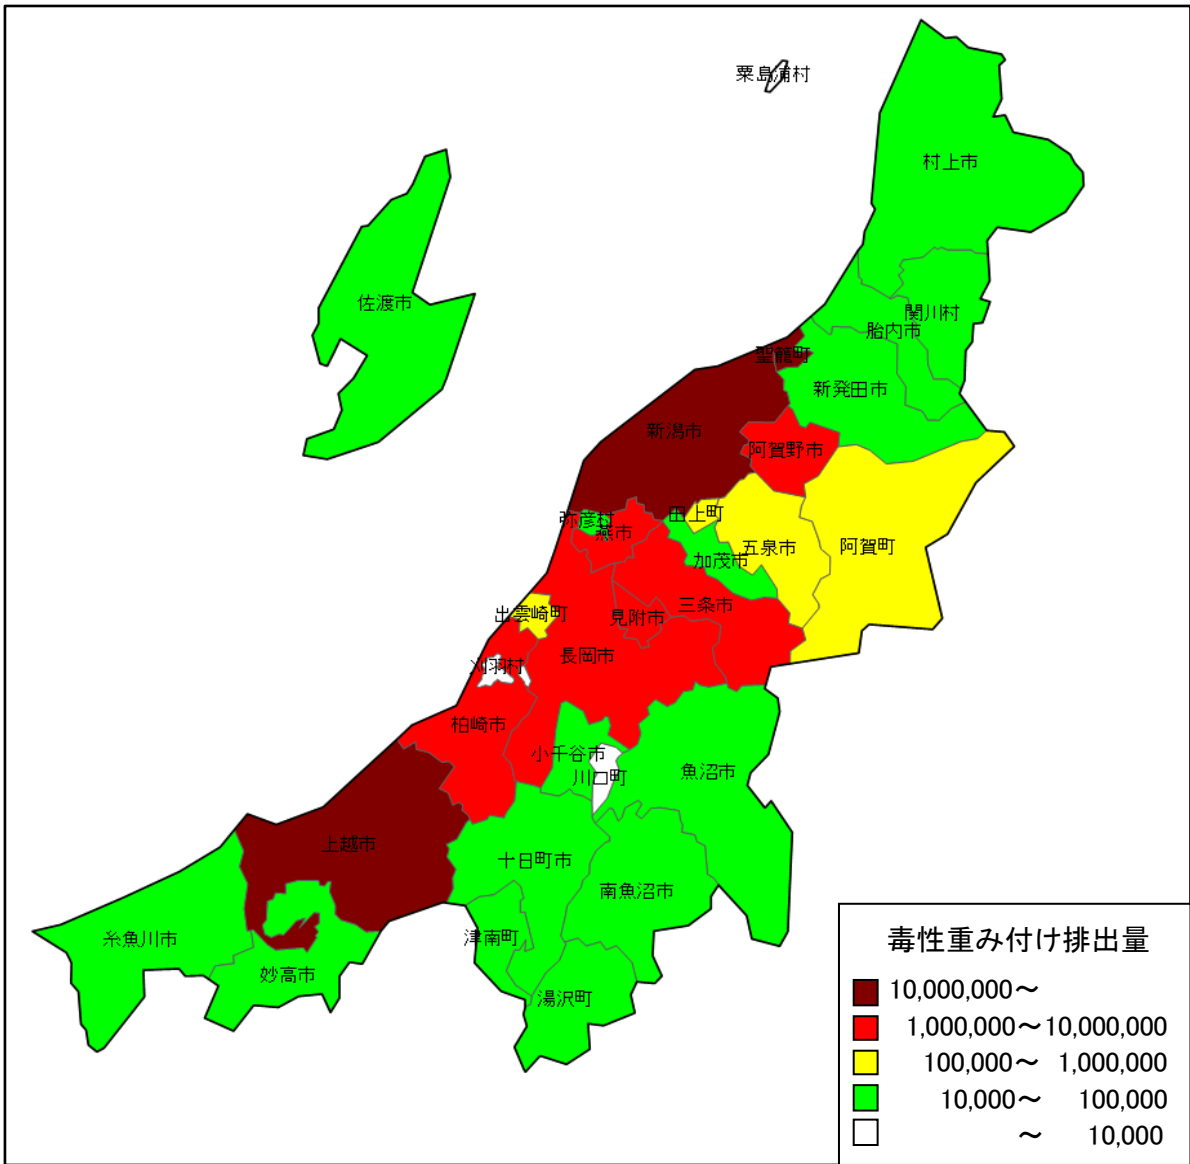 粟島浦村
村上市
佐渡市
関川村
胎内市
聖籠町
新発田市
新潟市
阿賀野市
弥彦村
田上町
燕市
五泉市
阿賀町
加茂市
出雲崎町
見附市
三条市
長岡市
刈羽村
柏崎市
小千谷市
川口町
魚沼市
上越市
十日町市
南魚沼市
糸魚川市
津南町
妙高市
湯沢町
毒性重み付け排出量
10,000,000～
1,000,000～10,000,000
100,000～ 1,000,000
10,000～ 100,000
～ 10,000